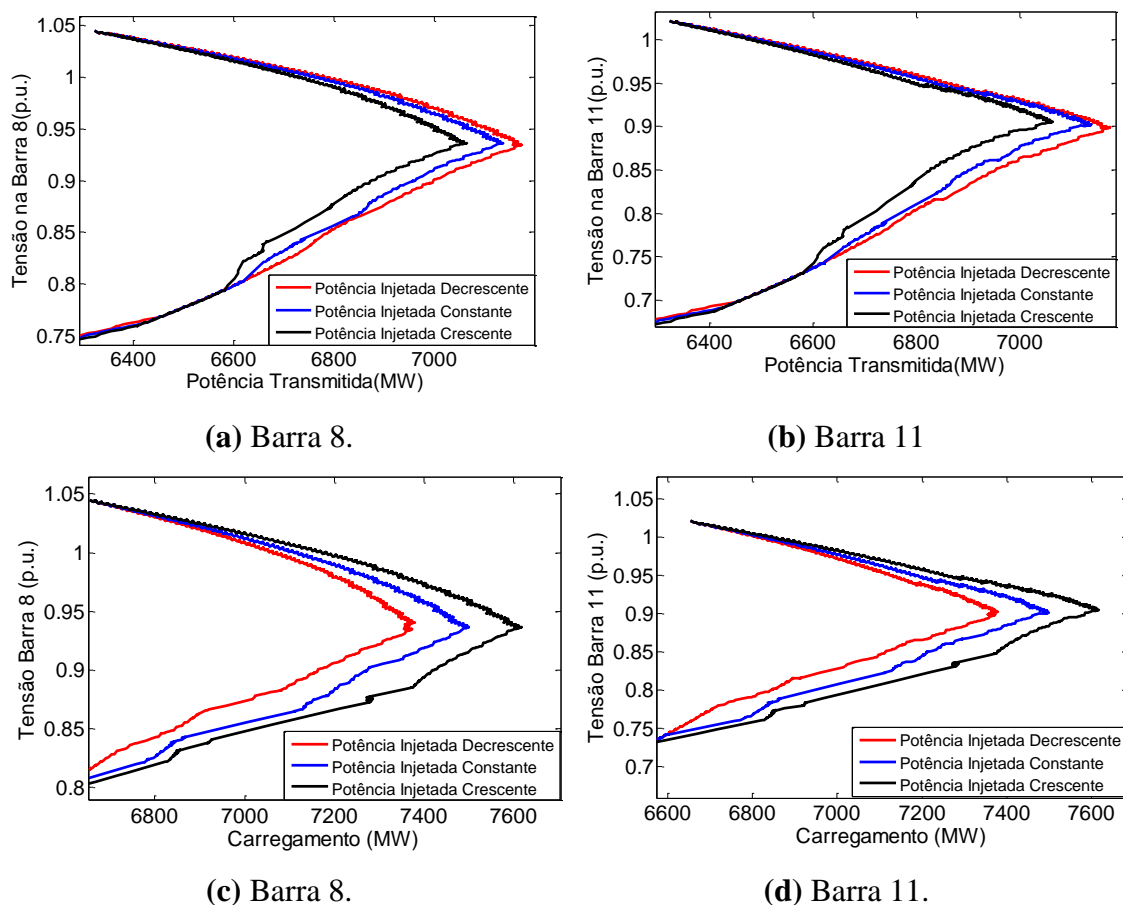 1.05
1
0.95
0.9
0.85
0.8
0.75
Tensão na Barra 8(p.u.)
6400 6600 6800 7000
Potência Transmitida(MW)
Potência Injetada Decrescente
Potência Injetada Constante
Potência Injetada Crescente
(a) Barra 8.
1
0.95
0.9
0.85
0.8
0.75
0.7
Tensão na Barra 11(p.u.)
6400 6600 6800 7000
Potência Transmitida(MW)
Potência Injetada Decrescente
Potência Injetada Constante
Potência Injetada Crescente
(b) Barra 11
1.05
1
0.95
0.9
0.85
0.8
Tensão Barra 8 (p.u.)
6800 7000 7200 7400 7600
Carregamento (MW)
Potência Injetada Decrescente
Potência Injetada Constante
Potência Injetada Crescente
(c) Barra 8.
1.05
1
0.95
0.9
0.85
0.8
0.75
0.7
Tensão Barra 11 (p.u.)
6600 6800 7000 7200 7400 7600
Carregamento (MW)
Potência Injetada Decrescente
Potência Injetada Constante
Potência Injetada Crescente
(d) Barra 11.